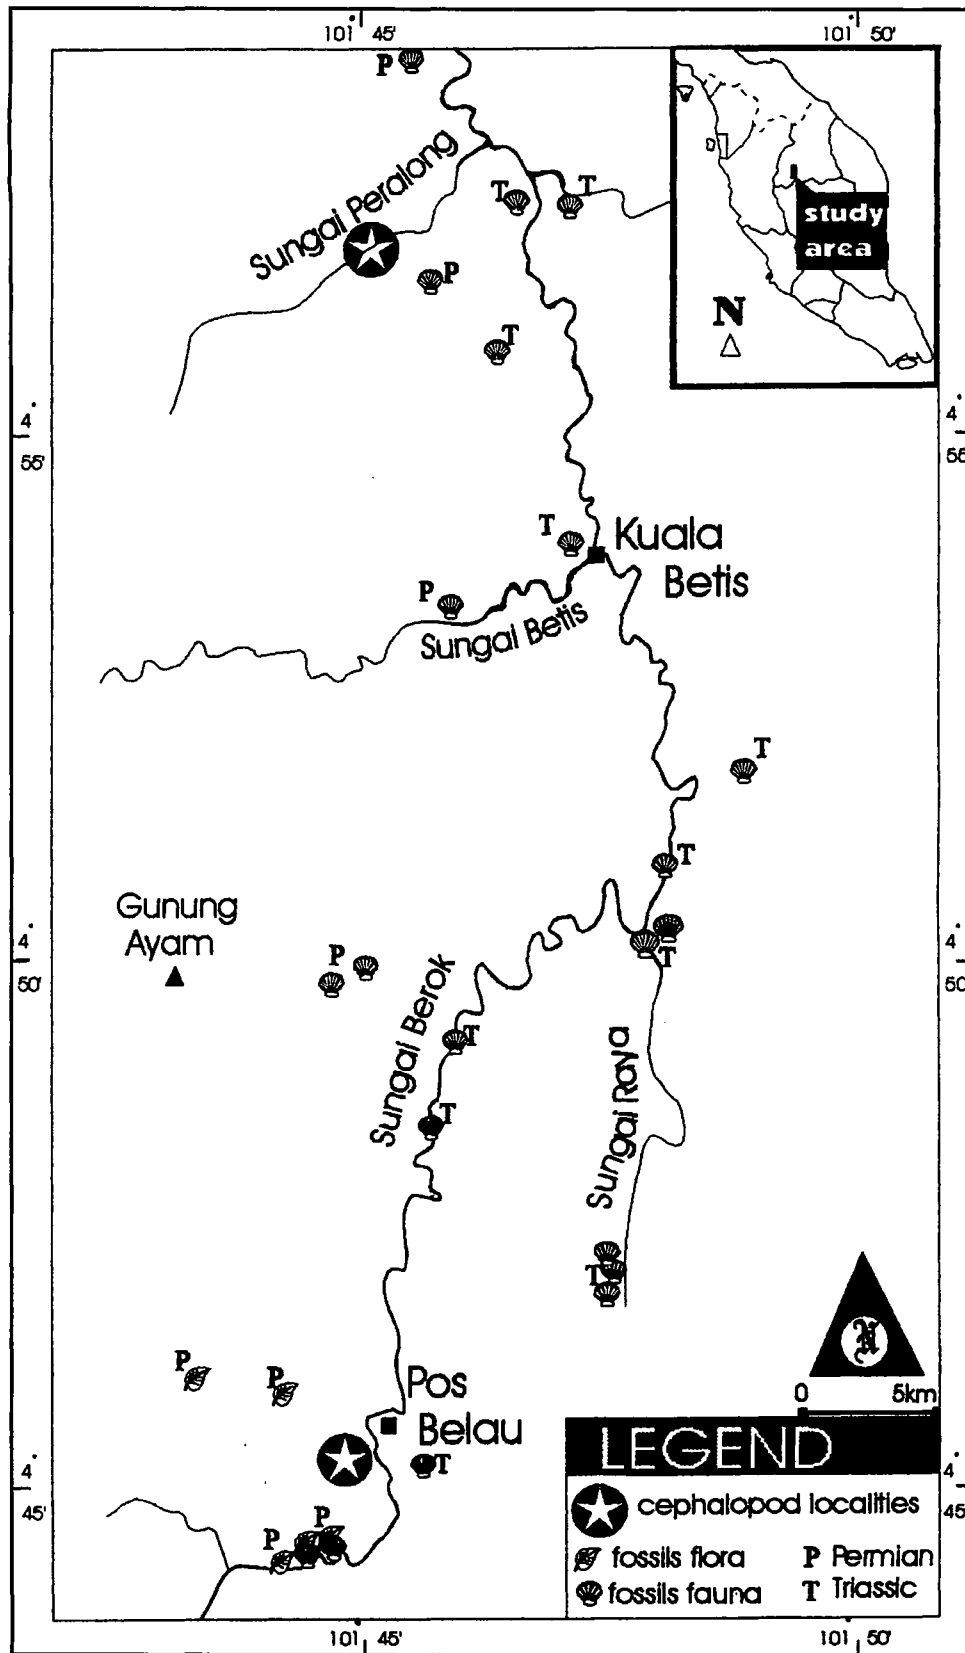 101° 45'
101° 50'
P
Sungai Peralong
T
T
study
area
N
P
T
4°
55'
4°
55'
T
Kuala
Betis
P
Sungai Betis
T
T
Gunung
Ayam
4°
50'
P
T
4°
50'
Sungai Berok
T
Sungai Raya
T
T
N
P
P
Pos
Belau
0 5km
T
LEGEND
4°
45'
4°
45'
cephalopod localities
P
P
fossils flora P Permian
fossils fauna T Triassic
101° 45'
101° 50'